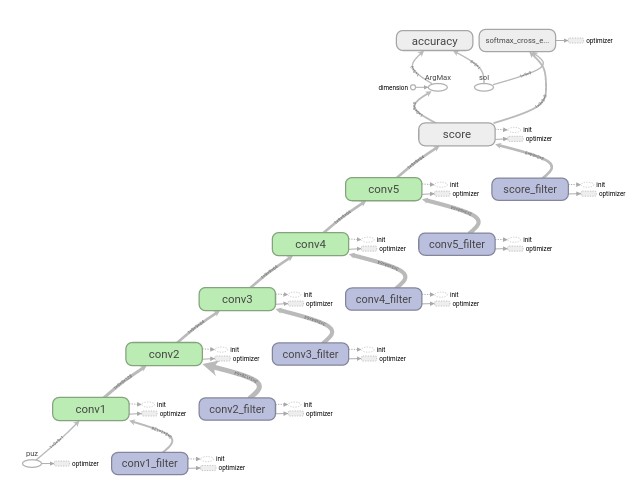 accuracy
softmax_cross_e...
optimizer
ArgMax
sol
dimension
score
init
optimizer
conv5
init
optimizer
score_filter
init
optimizer
conv4
init
optimizer
conv5_filter
init
optimizer
conv3
init
optimizer
conv4_filter
init
optimizer
conv2
init
optimizer
conv3_filter
init
optimizer
conv1
init
optimizer
conv2_filter
init
optimizer
puz
optimizer
conv1_filter
init
optimizer